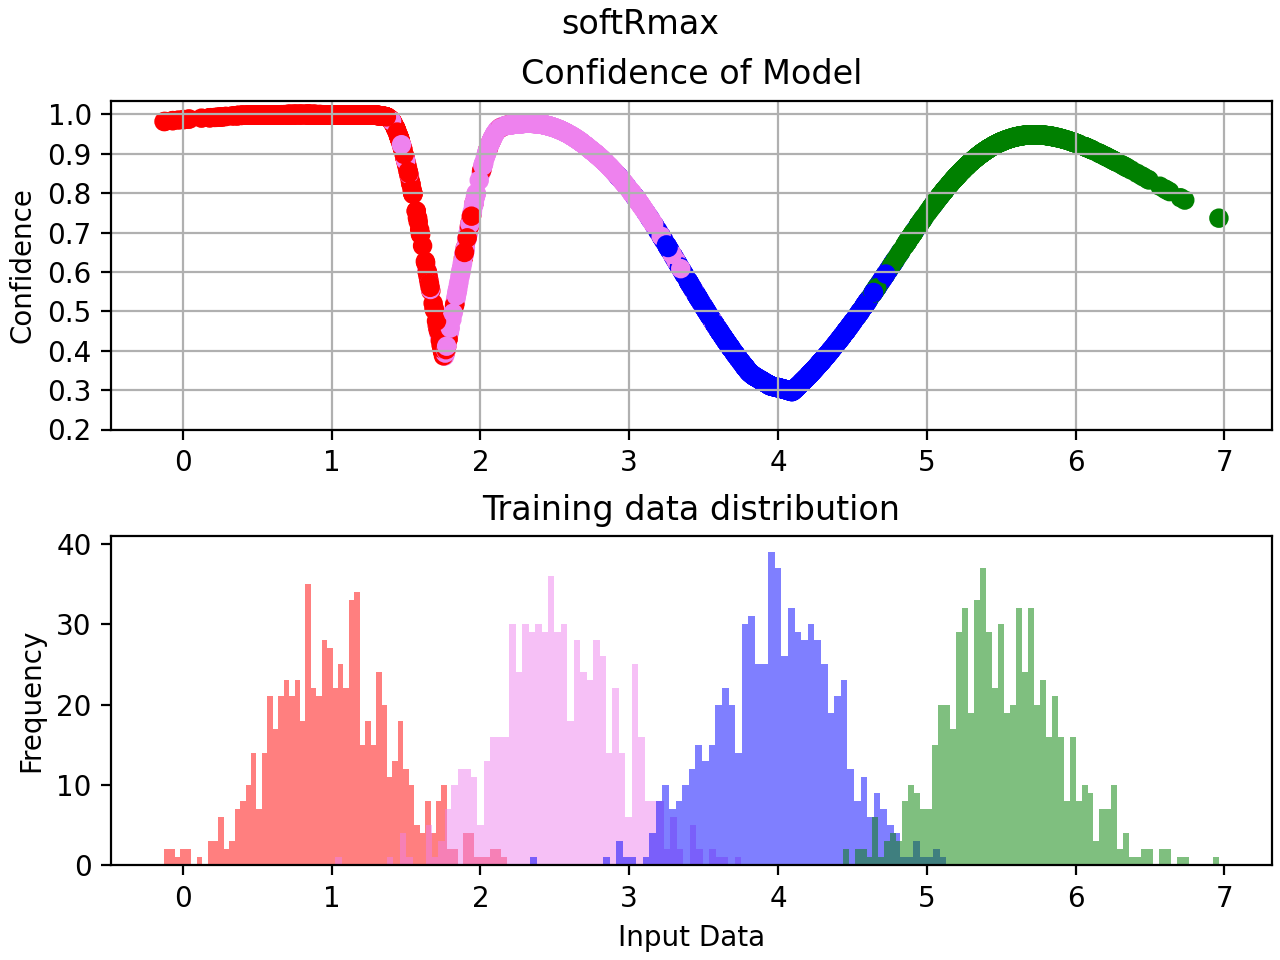 softRmax
Confidence of Model
Confidence
1.0
0.9
0.8
0.7
0.6
0.5
0.4
0.3
0.2
0 1 2 3 4 5 6 7
Training data distribution
Frequency
40
30
20
10
0
0 1 2 3 4 5 6 7
Input Data